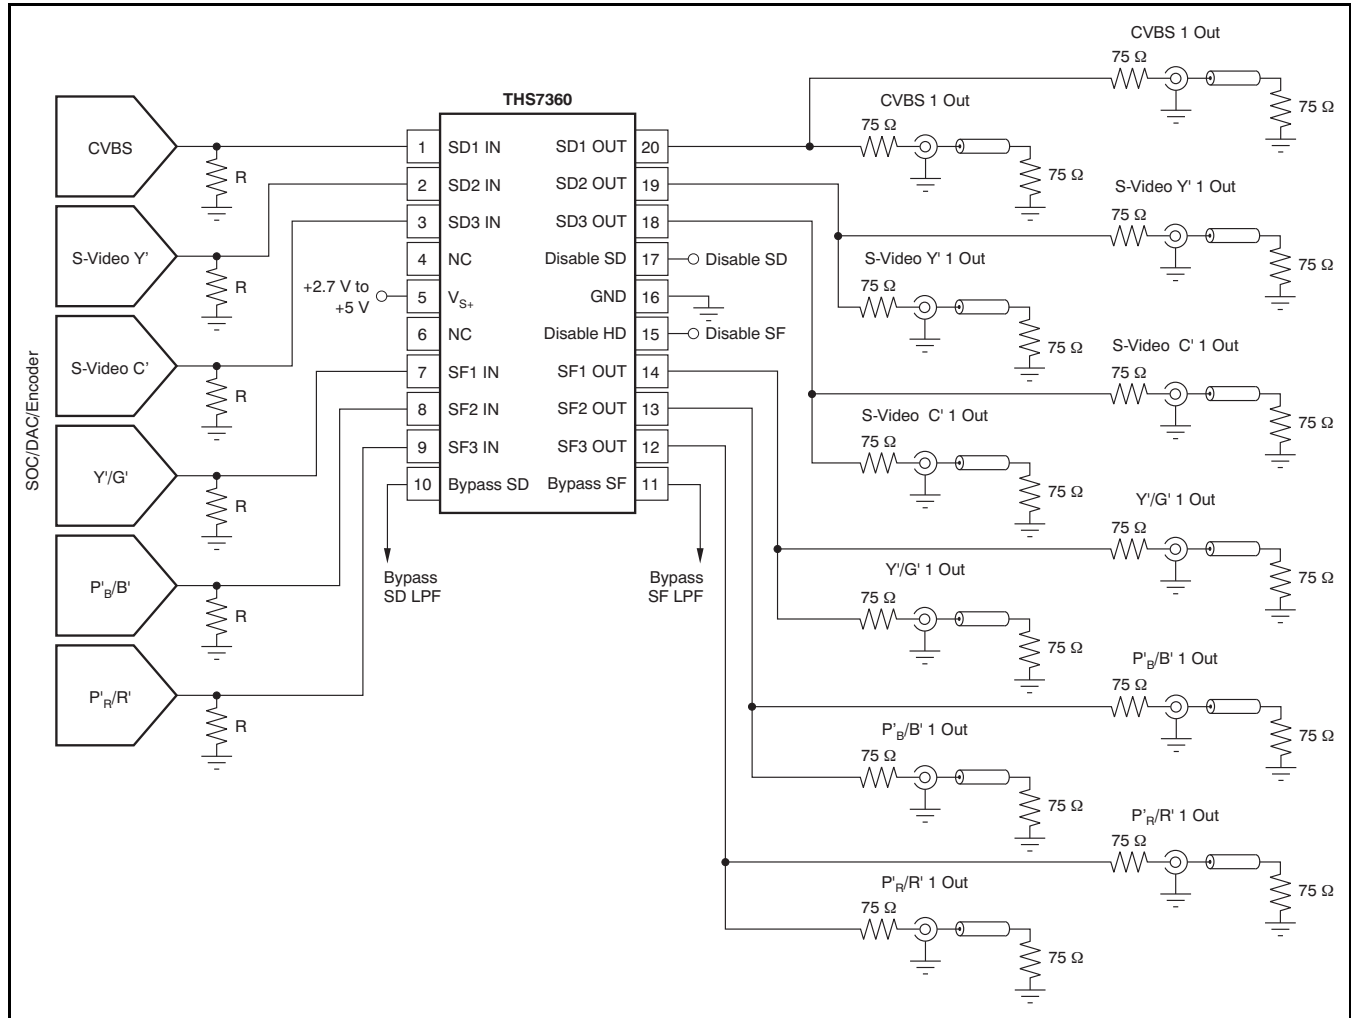 SOC/DAC/Encoder
CVBS
R
S-Video Y'
R
S-Video C'
R
Y'/G'
R
P'B/B'
R
P'R/R'
R
+2.7 V to
+5 V
THS7360
1 SD1 IN SD1 OUT 20
2 SD2 IN SD2 OUT 19
3 SD3 IN SD3 OUT 18
4 NC Disable SD 17 Disable SD
5 VS+ GND 16
6 NC Disable HD 15 Disable SF
7 SF1 IN SF1 OUT 14
8 SF2 IN SF2 OUT 13
9 SF3 IN SF3 OUT 12
10 Bypass SD Bypass SF 11
Bypass
SD LPF
Bypass
SF LPF
CVBS 1 Out
75 Ω
75 Ω
CVBS 1 Out
75 Ω
75 Ω
S-Video Y' 1 Out
75 Ω
75 Ω
S-Video Y' 1 Out
75 Ω
75 Ω
S-Video C' 1 Out
75 Ω
75 Ω
S-Video C' 1 Out
75 Ω
75 Ω
Y'/G' 1 Out
75 Ω
75 Ω
Y'/G' 1 Out
75 Ω
75 Ω
P'B/B' 1 Out
75 Ω
75 Ω
P'B/B' 1 Out
75 Ω
75 Ω
P'R/R' 1 Out
75 Ω
75 Ω
P'R/R' 1 Out
75 Ω
75 Ω